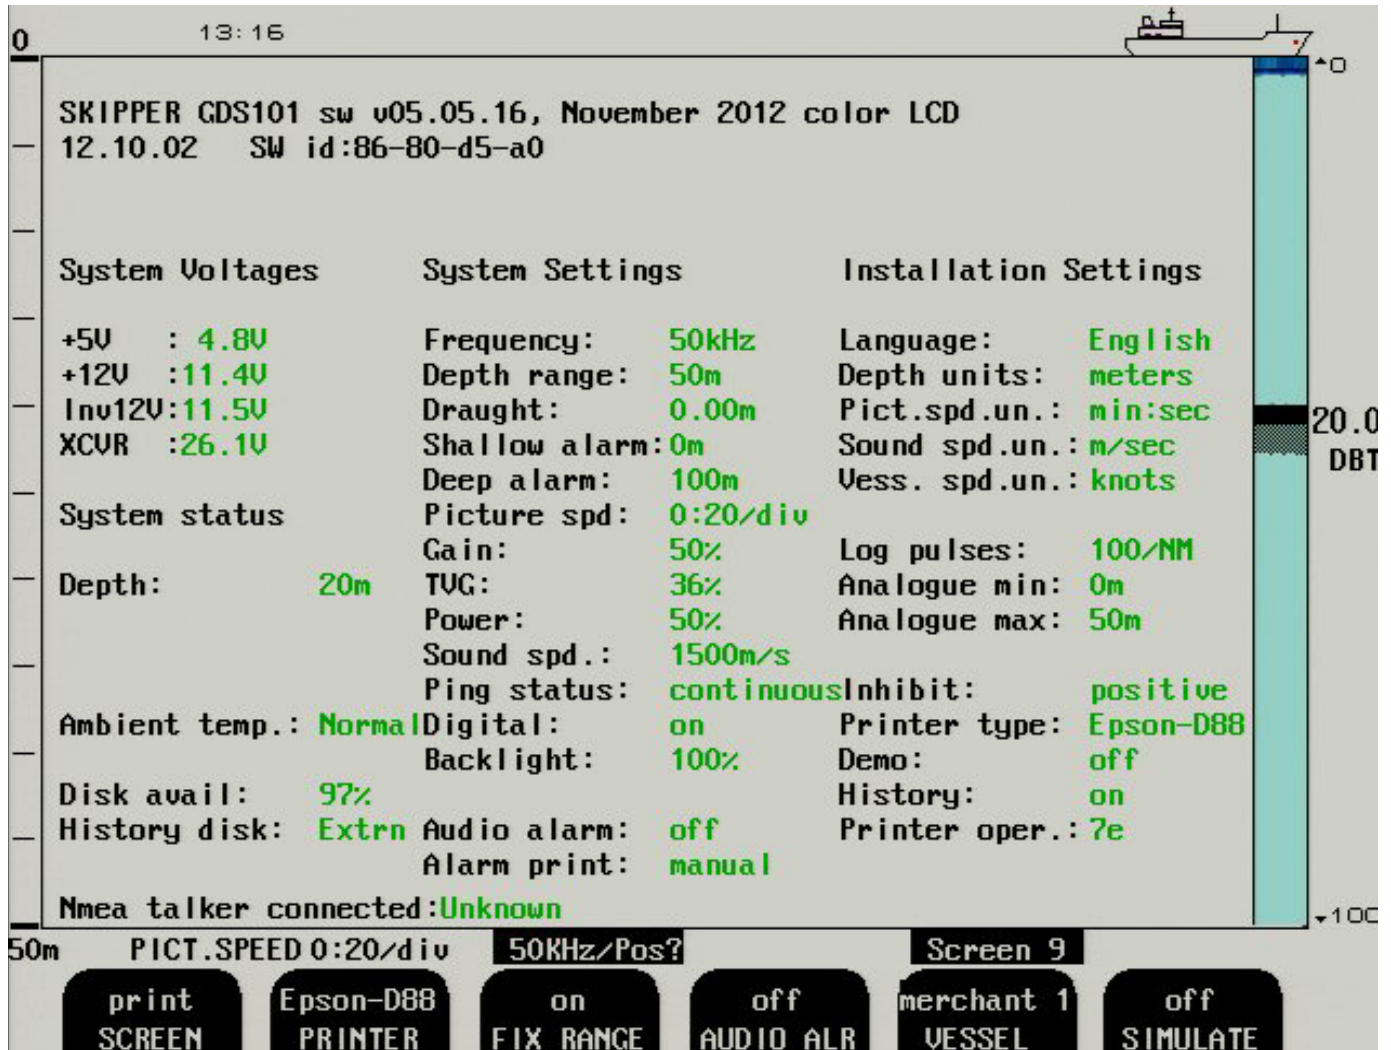 0 13:16
SKIPPER GDS101 sw v05.05.16, November 2012 color LCD
12.10.02 SW id:86-80-d5-a0
System Voltages
+5V : 4.8V
+12V :11.4V
Inv12V:11.5V
XCVR :26.1V
System status
Depth: 20m
Ambient temp.: Normal
Disk avail: 97%
History disk: Extrn
Nmea talker connected:Unknown
System Settings
Frequency: 50kHz
Depth range: 50m
Draught: 0.00m
Shallow alarm:0m
Deep alarm: 100m
Picture spd: 0:20/div
Gain: 50%
TVG: 36%
Power: 50%
Sound spd.: 1500m/s
Ping status: continuous
Digital: on
Backlight: 100%
Audio alarm: off
Alarm print: manual
Installation Settings
Language: English
Depth units: meters
Pict.spd.un.: min:sec
Sound spd.un.: m/sec
Vess. spd.un.: knots
Log pulses: 100/NM
Analogue min: 0m
Analogue max: 50m
Inhibit: positive
Printer type: Epson-D88
Demo: off
History: on
Printer oper.: 7e
0
20.0
DBT
100
50m PICT.SPEED 0:20/div 50KHz/Pos? Screen 9
print
SCREEN
Epson-D88
PRINTER
on
FIX RANGE
off
AUDIO ALR
merchant 1
VESSEL
off
SIMULATE